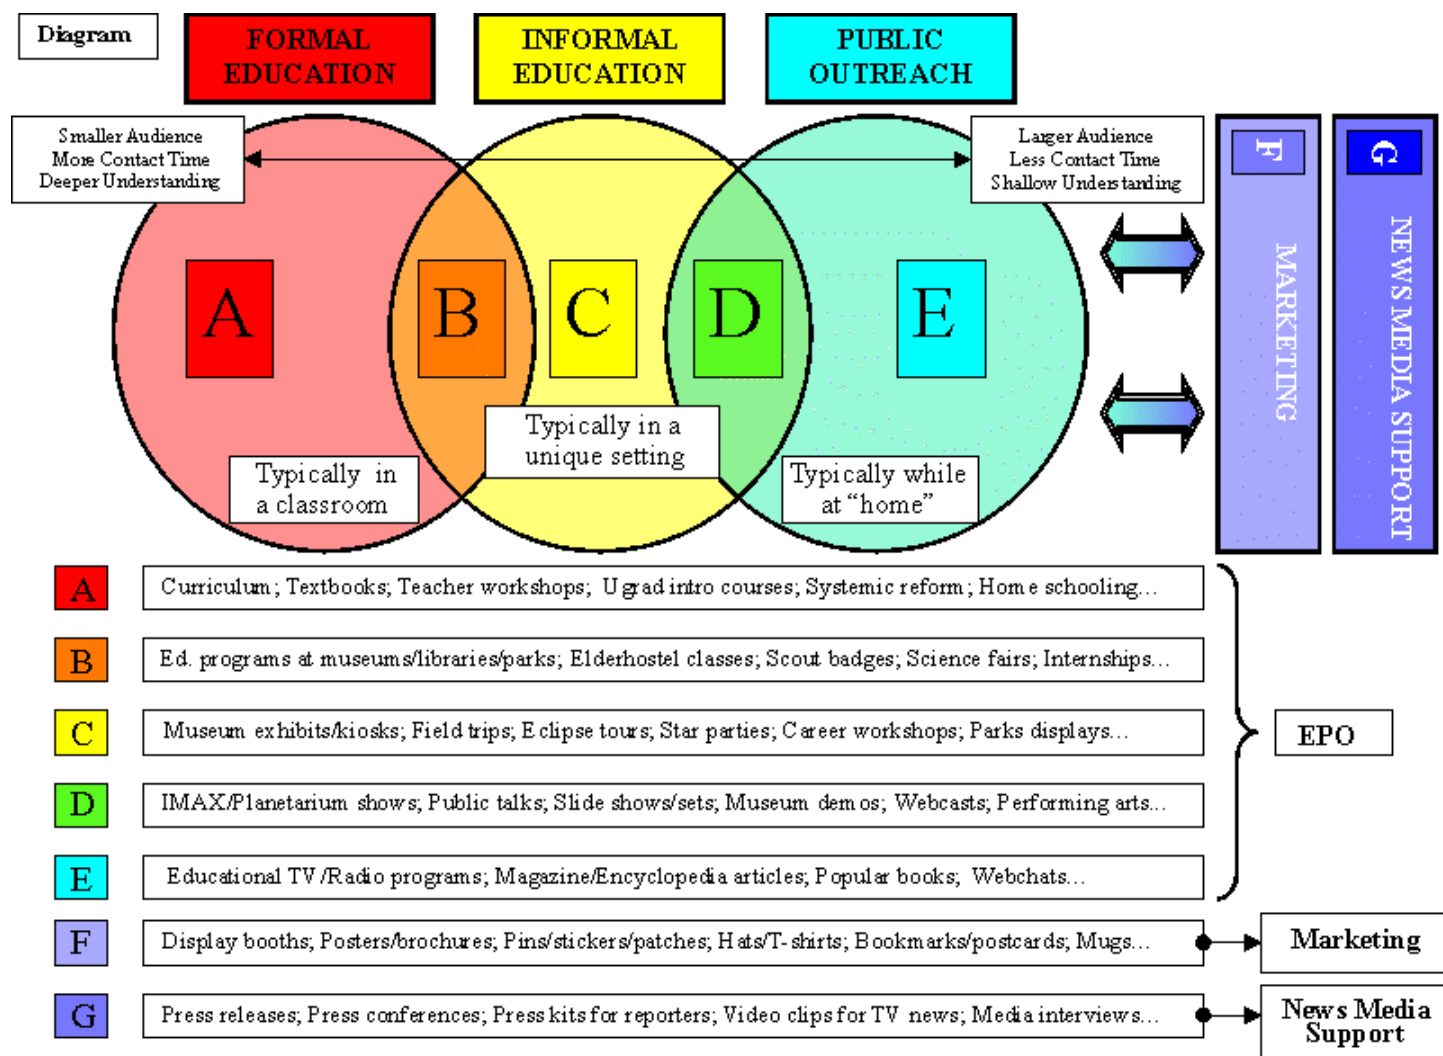 Diagram
FORMAL
EDUCATION
INFORMAL
EDUCATION
PUBLIC
OUTREACH
Smaller Audience
More Contact Time
Deeper Understanding
Larger Audience
Less Contact Time
Shallow Understanding
F
MARKETING
G
NEWS MEDIA SUPPORT
A
B
C
D
E
Typically in
a classroom
Typically in a
unique setting
Typically while
at “home”
A
Curriculum; Textbooks; Teacher workshops; Ugrad intro courses; Systemic reform; Home schooling…
B
Ed. programs at museums/libraries/parks; Elderhostel classes; Scout badges; Science fairs; Internships…
C
Museum exhibits/kiosks; Field trips; Eclipse tours; Star parties; Career workshops; Parks displays…
D
IMAX/Planetarium shows; Public talks; Slide shows/sets; Museum demos; Webcasts; Performing arts…
E
Educational TV/Radio programs; Magazine/Encyclopedia articles; Popular books; Webchats…
EPO
F
Display booths; Posters/brochures; Pins/stickers/patches; Hats/T-shirts; Bookmarks/postcards; Mugs…
Marketing
G
Press releases; Press conferences; Press kits for reporters; Video clips for TV news; Media interviews…
News Media
Support